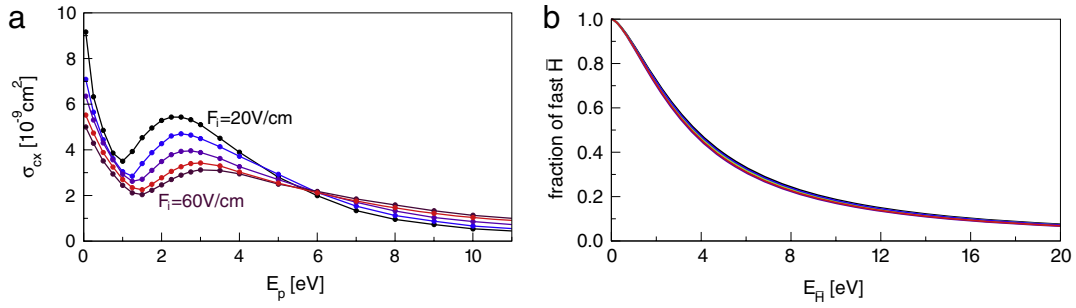 a
10
8
6
4
2
0
σcx [10⁻⁹cm²]
Fi=20V/cm
Fi=60V/cm
0 2 4 6 8 10
Ep [eV]
b
1.0
0.8
0.6
0.4
0.2
0.0
fraction of fast H̄
0 4 8 12 16 20
EH̄ [eV]